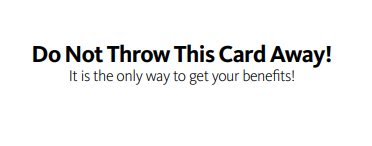 Do Not Throw This Card Away!
It is the only way to get your benefits!